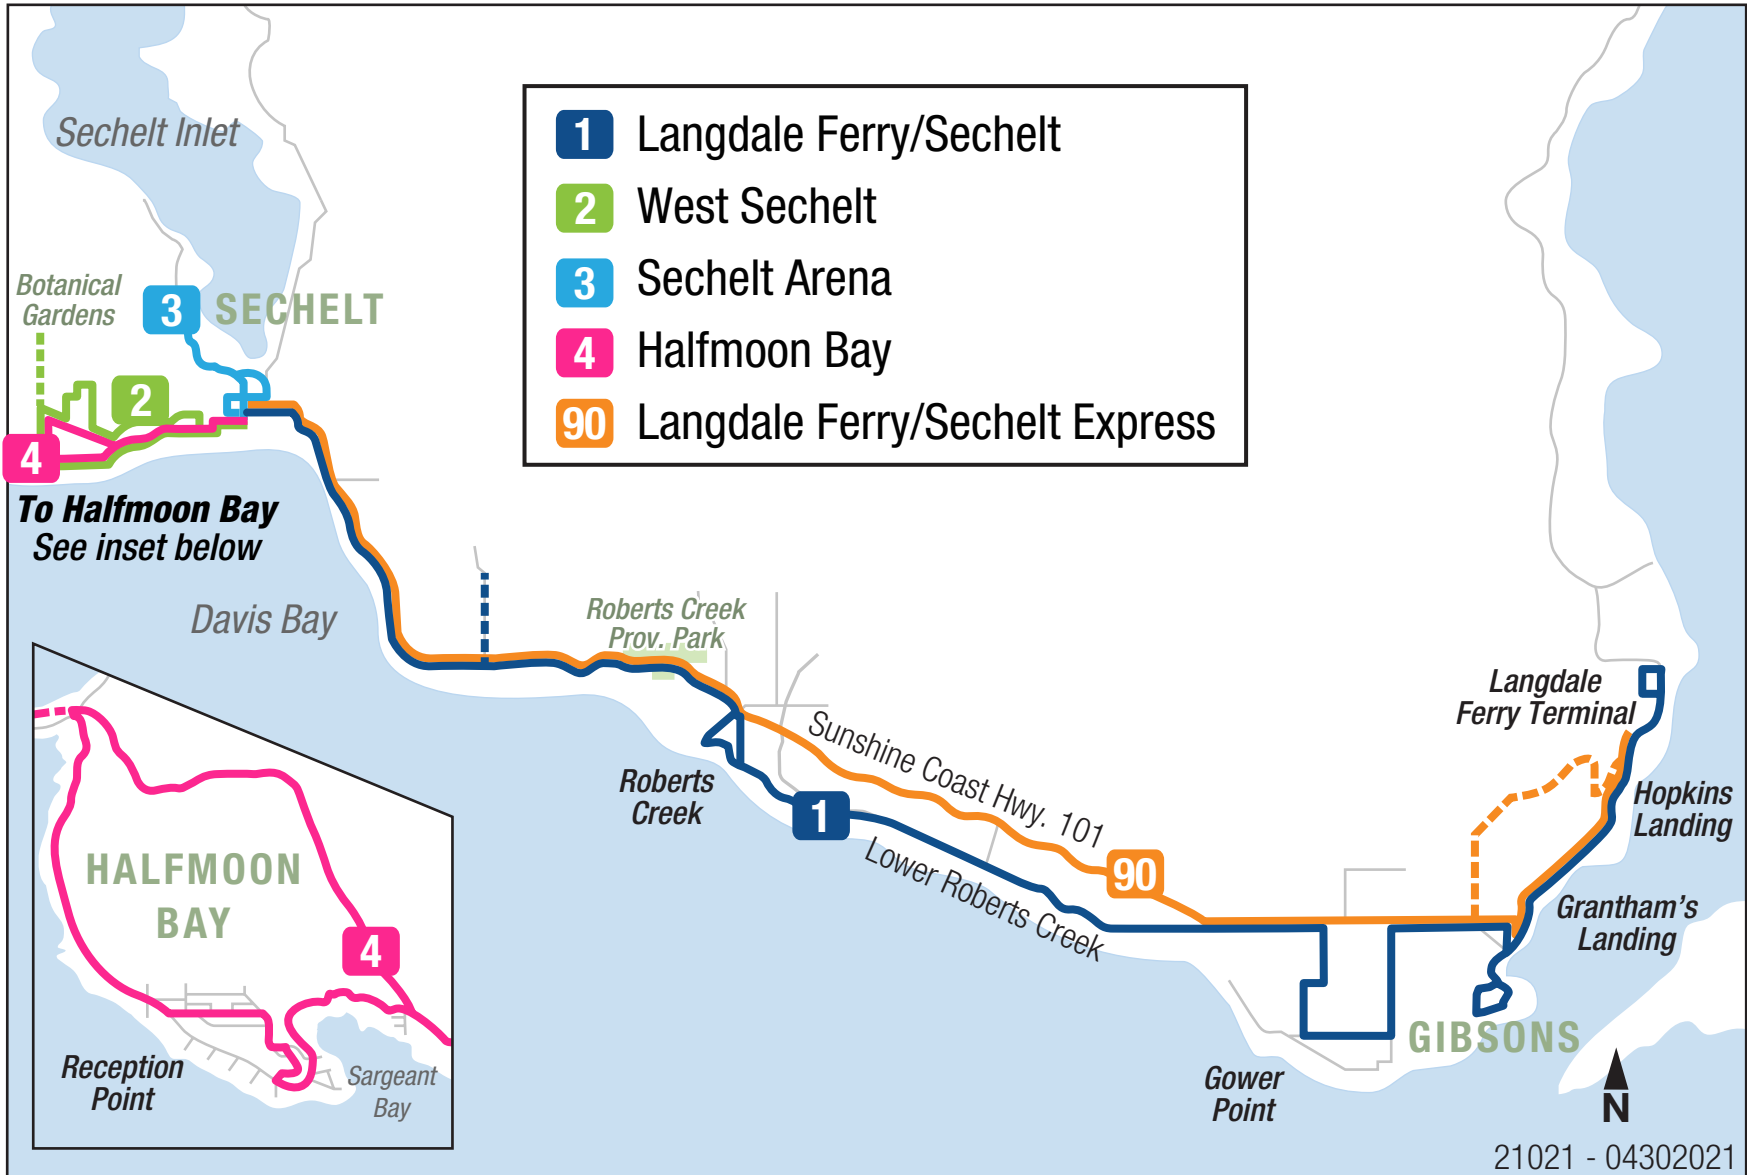 Sechelt Inlet
1 Langdale Ferry/Sechelt
2 West Sechelt
3 Sechelt Arena
4 Halfmoon Bay
90 Langdale Ferry/Sechelt Express
Botanical
Gardens
3
SECHELT
2
4
To Halfmoon Bay
See inset below
Davis Bay
Roberts Creek
Prov. Park
Langdale
Ferry Terminal
Sunshine Coast Hwy. 101
Roberts
Creek
1
Hopkins
Landing
Lower Roberts Creek
90
Grantham's
Landing
HALFMOON
BAY
4
GIBSONS
Reception
Point
Sargeant
Bay
Gower
Point
N
21021 - 04302021